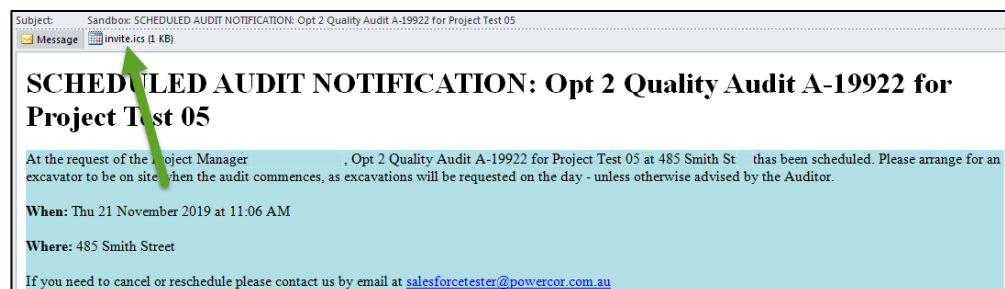 Subject: Sandbox: SCHEDULED AUDIT NOTIFICATION: Opt 2 Quality Audit A-19922 for Project Test 05
Message invite.ics (1 KB)
SCHEDULED AUDIT NOTIFICATION: Opt 2 Quality Audit A-19922 for
Project Test 05
At the request of the Project Manager , Opt 2 Quality Audit A-19922 for Project Test 05 at 485 Smith St thas been scheduled. Please arrange for an
excavator to be on site when the audit commences, as excavations will be requested on the day - unless otherwise advised by the Auditor.
When: Thu 21 November 2019 at 11:06 AM
Where: 485 Smith Street
If you need to cancel or reschedule please contact us by email at salesforcetester@powercor.com.au